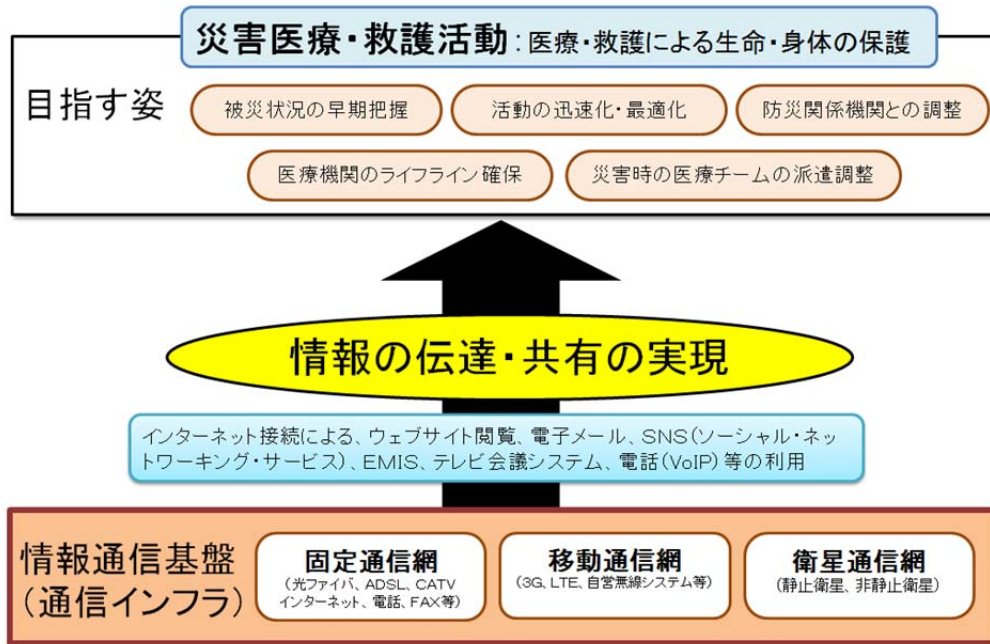 災害医療・救護活動：医療・救護による生命・身体の保護
目指す姿
被災状況の早期把握
活動の迅速化・最適化
防災関係機関との調整
医療機関のライフライン確保
災害時の医療チームの派遣調整
情報の伝達・共有の実現
インターネット接続による、ウェブサイト閲覧、電子メール、SNS(ソーシャル・ネッ
トワーキング・サービス)、EMIS、テレビ会議システム、電話(VoIP)等の利用
情報通信基盤
(通信インフラ)
固定通信網
(光ファイバ、ADSL、CATV
インターネット、電話、FAX等)
移動通信網
(3G、LTE、自営無線システム等)
衛星通信網
(静止衛星、非静止衛星)